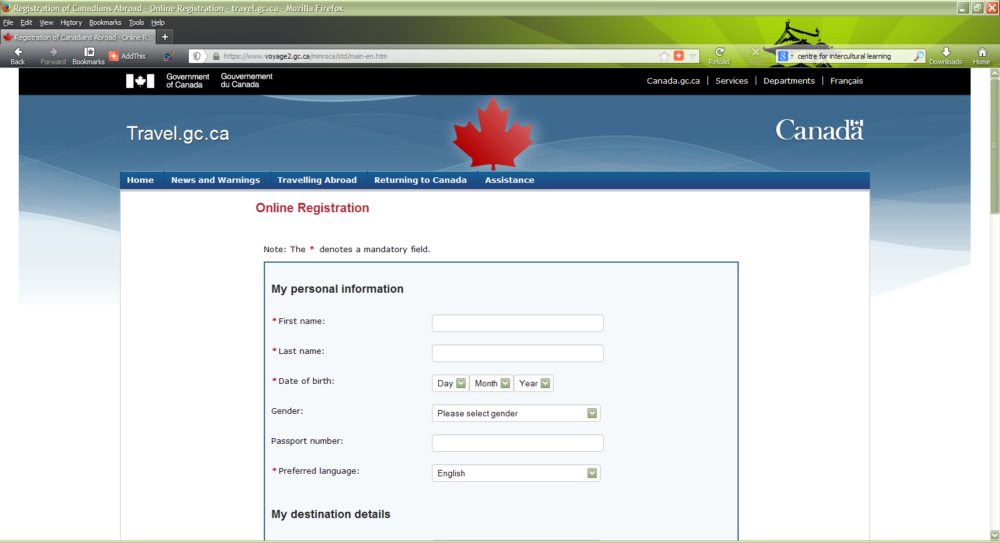 Registration of Canadians Abroad - Online Registration - travel.gc.ca - Mozilla Firefox
File Edit View History Bookmarks Tools Help
Registration of Canadians Abroad - Online R...
Back Forward Bookmarks AddThis https://www.voyage2.gc.ca/minroca/std/main-en.htm Reload Stop centre for intercultural learning Downloads Home
Government of Canada Gouvernement du Canada
Canada.gc.ca Services Departments Français
Travel.gc.ca
Canada
Home News and Warnings Travelling Abroad Returning to Canada Assistance
Online Registration
Note: The * denotes a mandatory field.
My personal information
* First name:
* Last name:
* Date of birth: Day Month Year
Gender: Please select gender
Passport number:
* Preferred language: English
My destination details